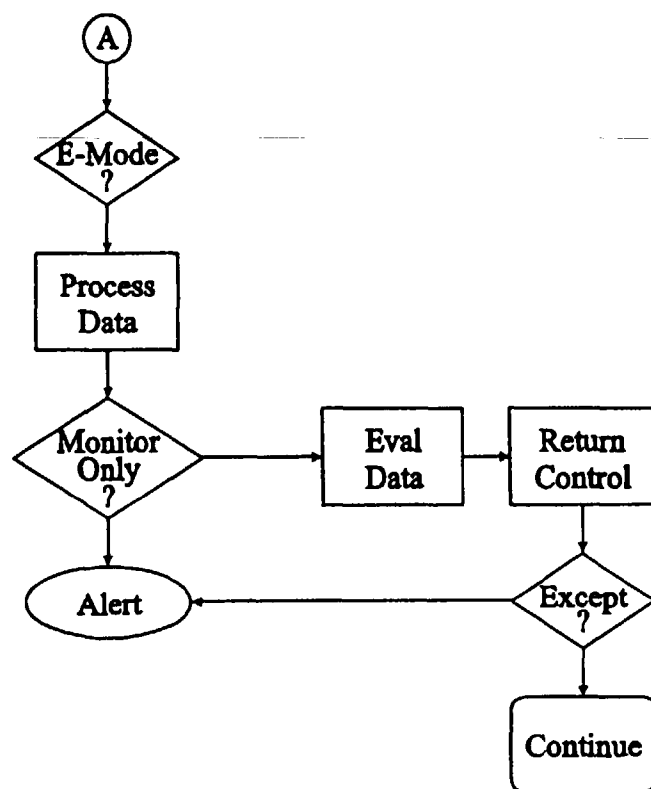 A
E-Mode
?
Process
Data
Monitor
Only
?
Eval
Data
Return
Control
Alert
Except
?
Continue